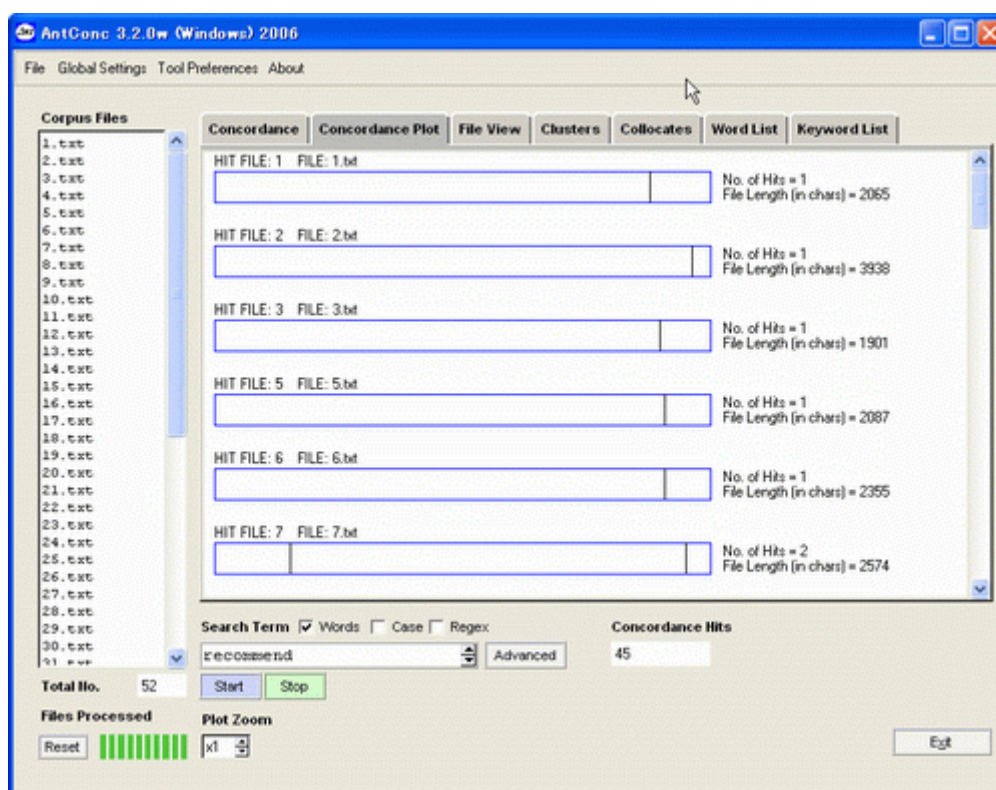 AntConc 3.2.0w (Windows) 2006
File Global Settings Tool Preferences About
Corpus Files
1.txt
2.txt
3.txt
4.txt
5.txt
6.txt
7.txt
8.txt
9.txt
10.txt
11.txt
12.txt
13.txt
14.txt
15.txt
16.txt
17.txt
18.txt
19.txt
20.txt
21.txt
22.txt
23.txt
24.txt
25.txt
26.txt
27.txt
28.txt
29.txt
30.txt
31.txt
Total No. 52
Files Processed
Reset
Concordance Concordance Plot File View Clusters Collocates Word List Keyword List
HIT FILE: 1 FILE: 1.txt
No. of Hits = 1
File Length (in chars) = 2065
HIT FILE: 2 FILE: 2.txt
No. of Hits = 1
File Length (in chars) = 3938
HIT FILE: 3 FILE: 3.txt
No. of Hits = 1
File Length (in chars) = 1901
HIT FILE: 5 FILE: 5.txt
No. of Hits = 1
File Length (in chars) = 2087
HIT FILE: 6 FILE: 6.txt
No. of Hits = 1
File Length (in chars) = 2355
HIT FILE: 7 FILE: 7.txt
No. of Hits = 2
File Length (in chars) = 2574
Search Term Words Case Regex
recommend
Advanced
Concordance Hits
45
Start Stop
Plot Zoom
x1
Exit